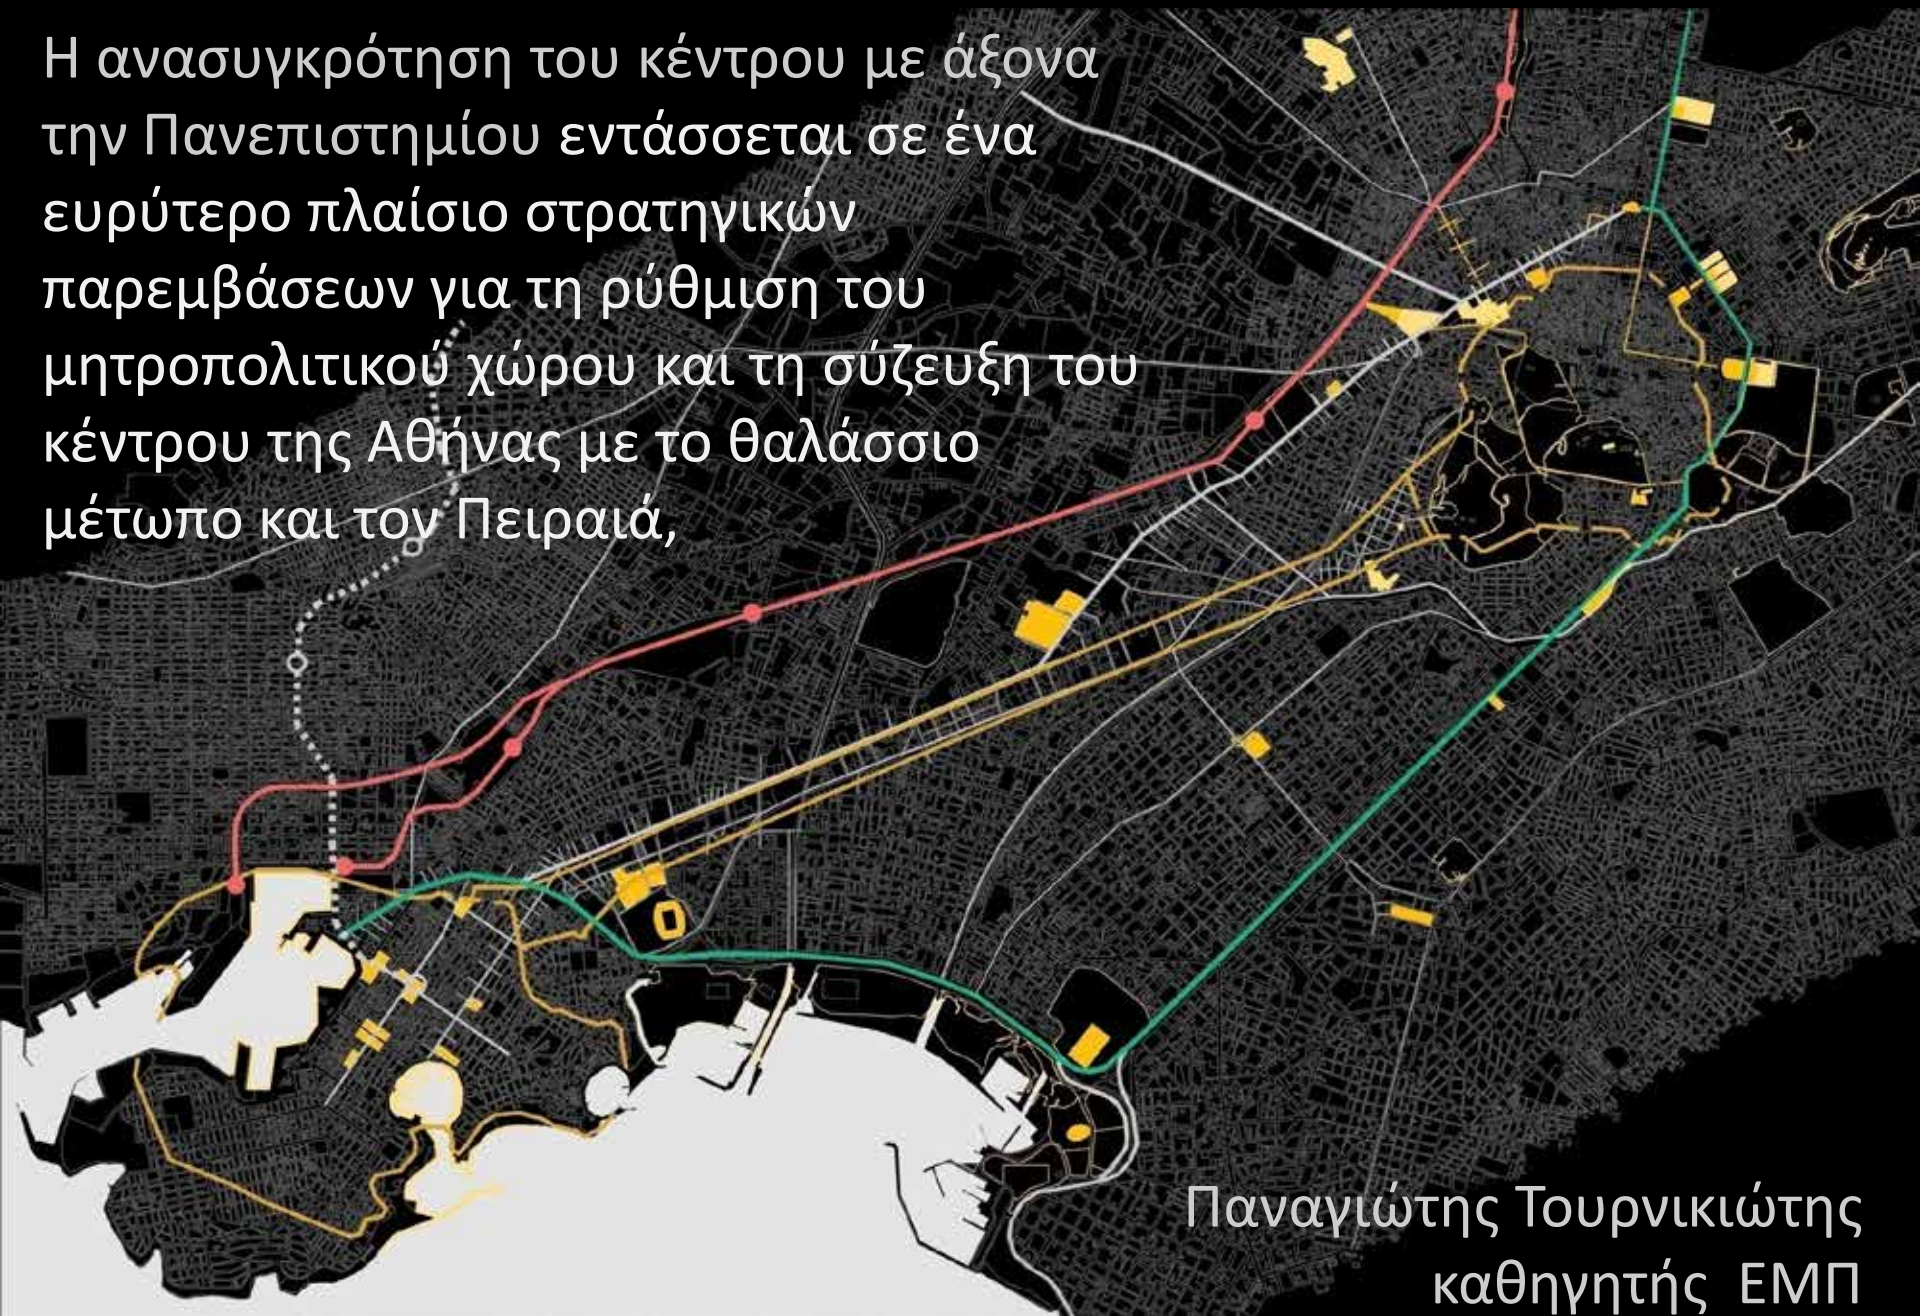 Η ανασυγκρότηση του κέντρου με άξονα
την Πανεπιστημίου εντάσσεται σε ένα
ευρύτερο πλαίσιο στρατηγικών
παρεμβάσεων για τη ρύθμιση του
μητροπολιτικού χώρου και τη σύζευξη του
κέντρου της Αθήνας με το θαλάσσιο
μέτωπο και τον Πειραιά,
Παναγιώτης Τουρνικιώτης
καθηγητής ΕΜΠ